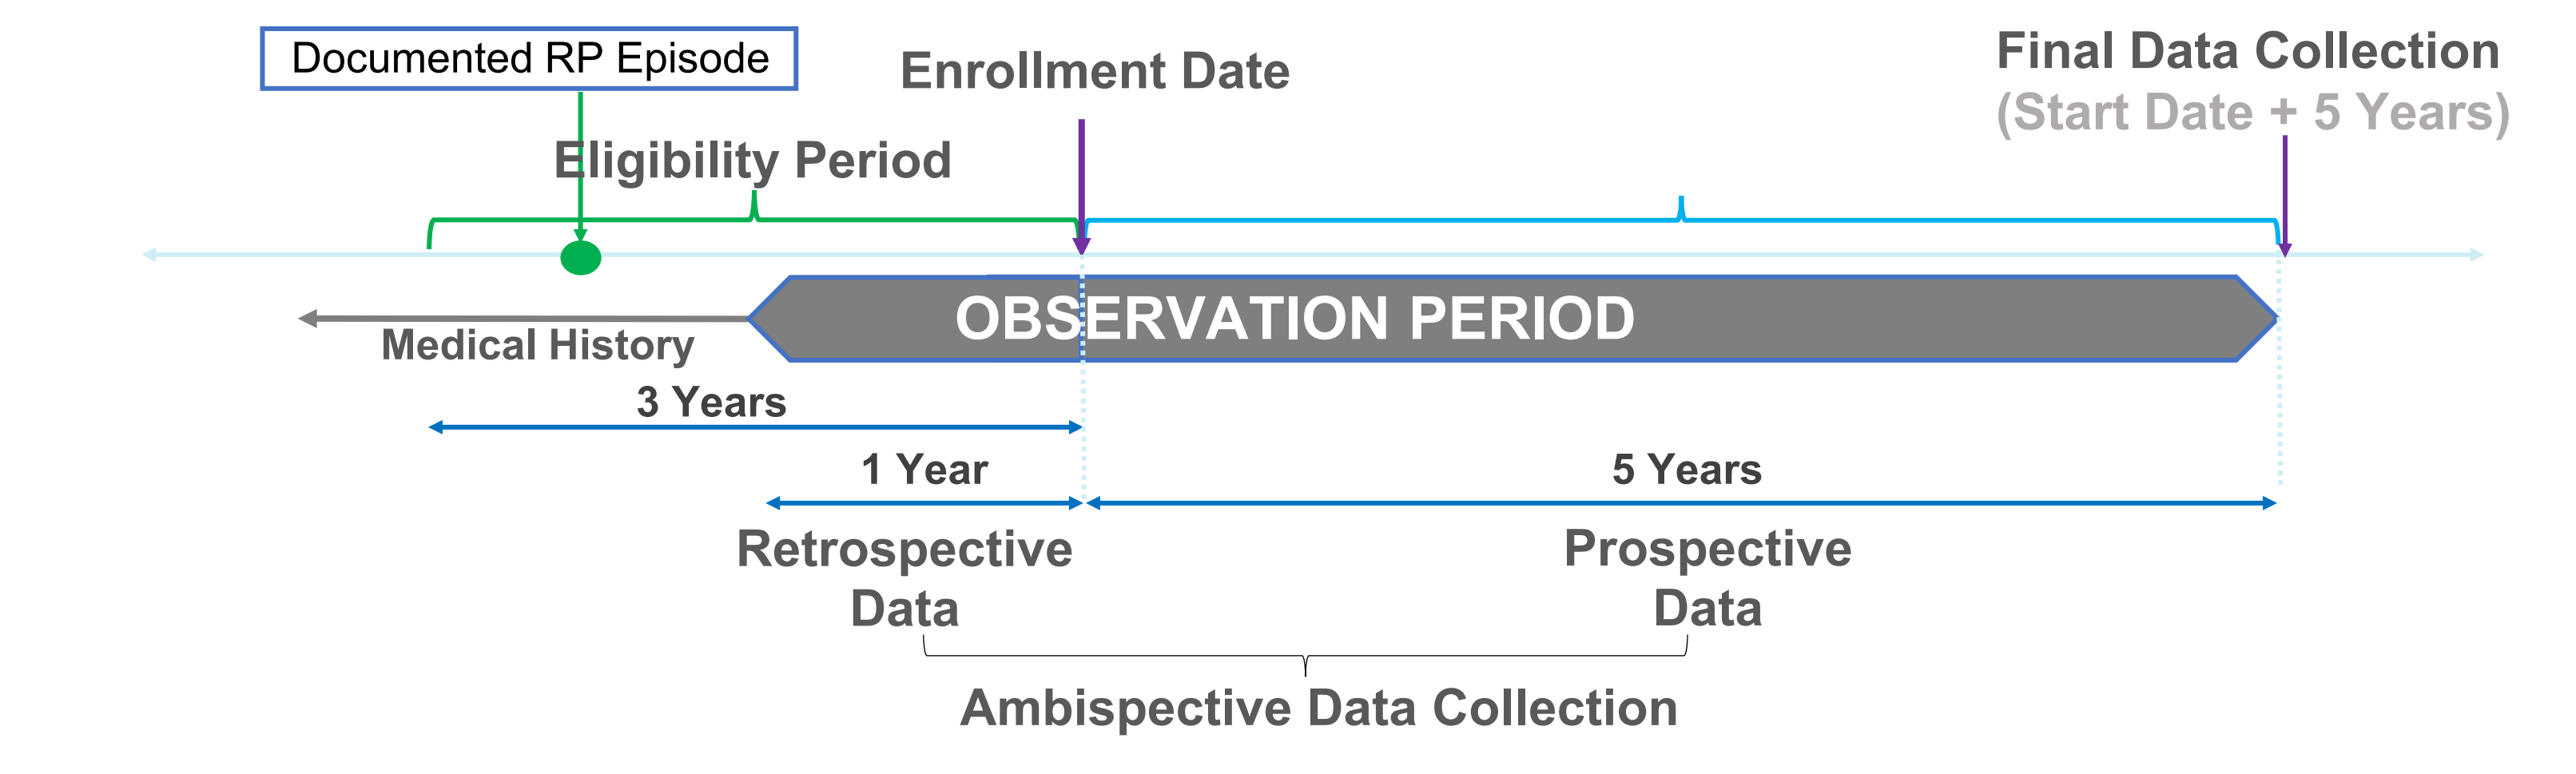 Documented RP Episode
Enrollment Date
Final Data Collection
(Start Date + 5 Years)
Eligibility Period
OBSERVATION PERIOD
Medical History
3 Years
1 Year
5 Years
Retrospective
Data
Prospective
Data
Ambispective Data Collection